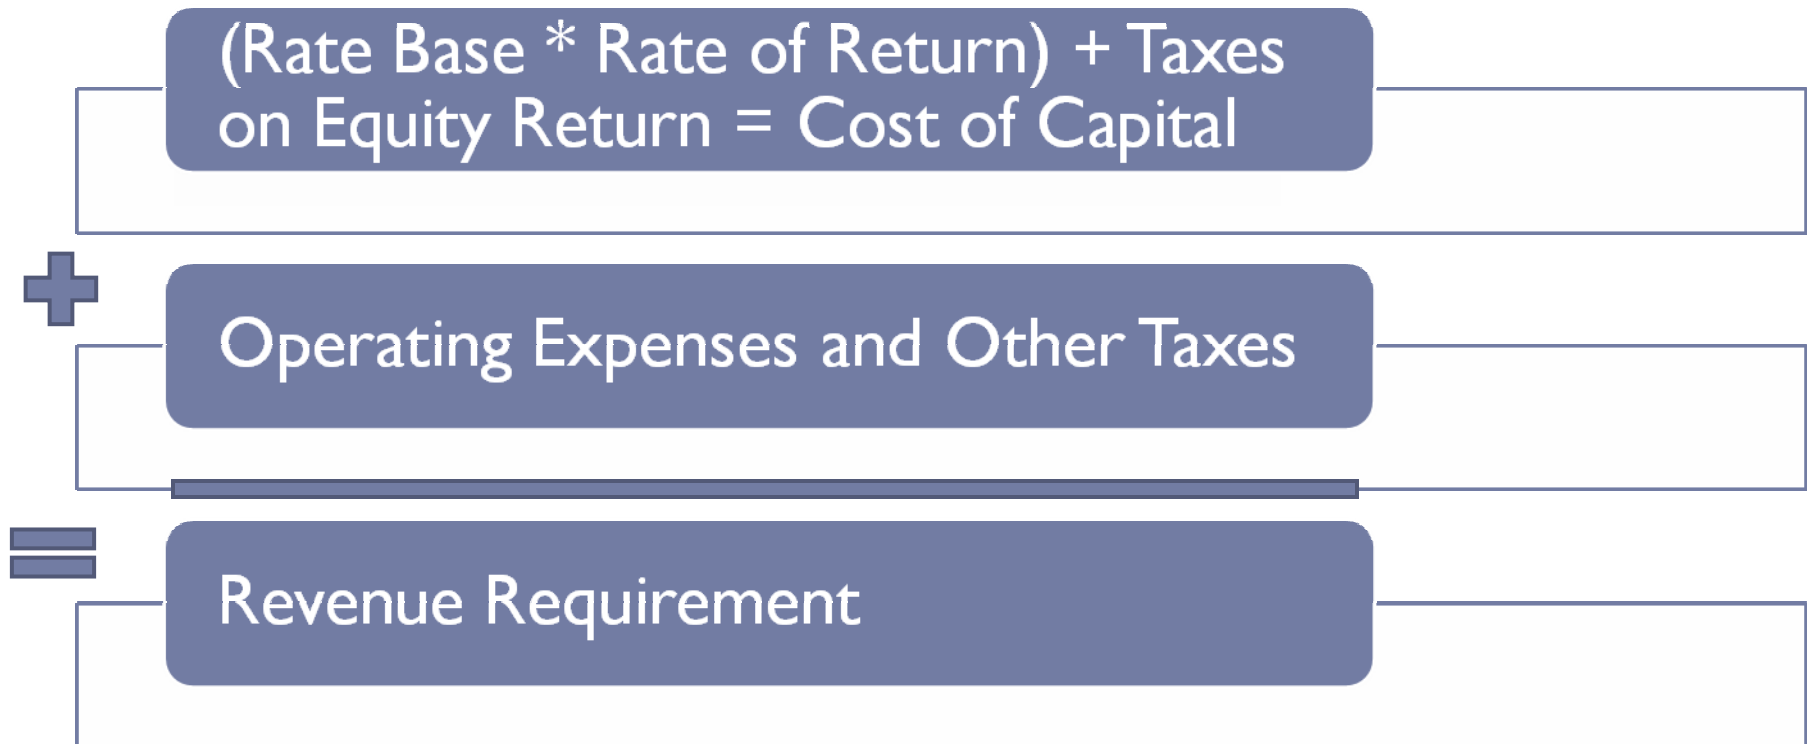 (Rate Base * Rate of Return) + Taxes
on Equity Return = Cost of Capital
Operating Expenses and Other Taxes
Revenue Requirement